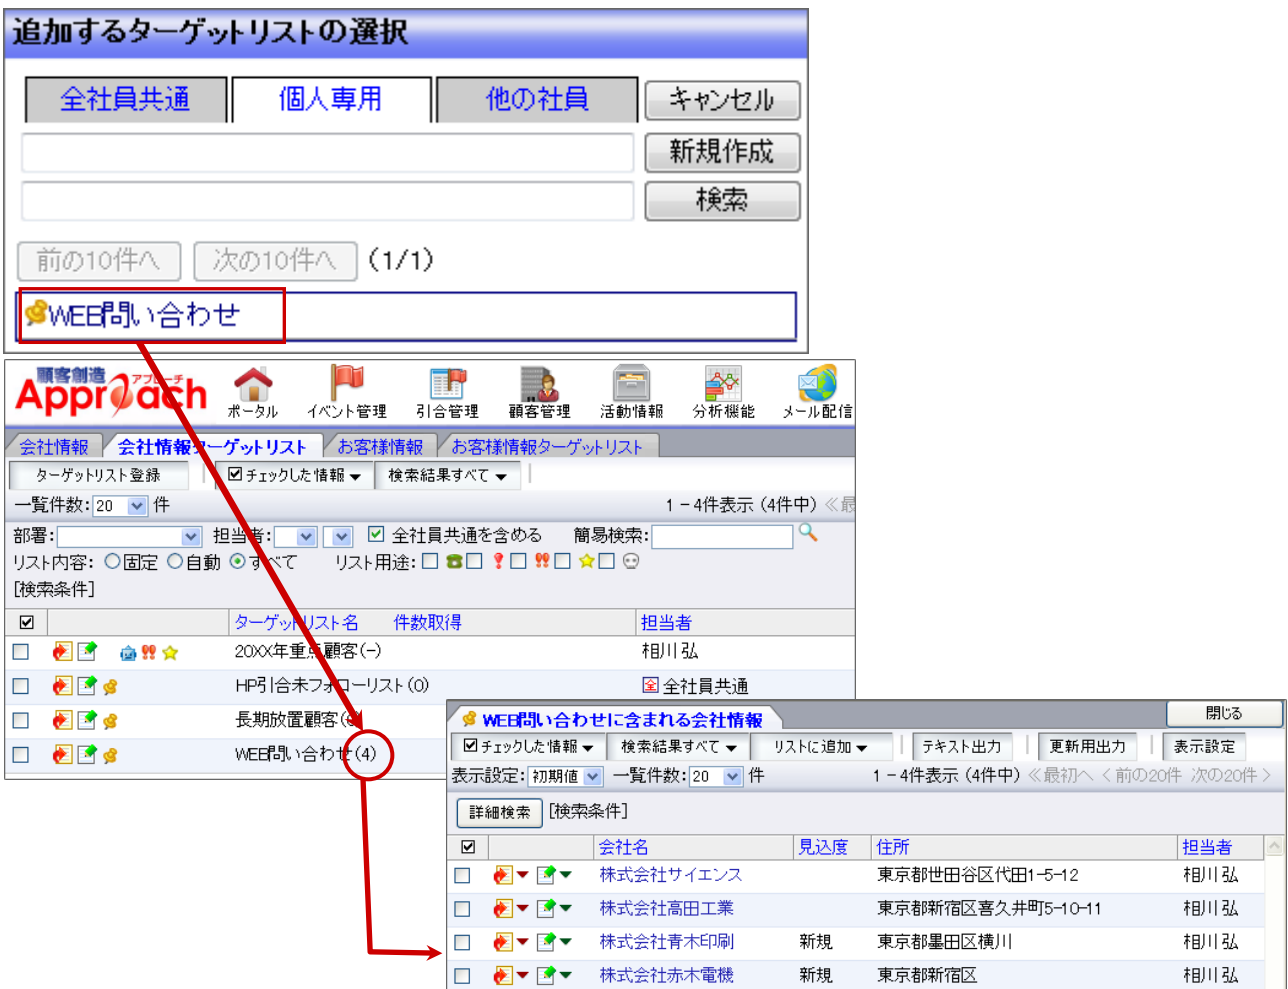 追加するターゲットリストの選択
全社員共通 個人専用 他の社員 キャンセル
新規作成
検索
前の10件へ 次の10件へ (1/1)
WEB問い合わせ
顧客創造 アプローチ
Approach
ポータル イベント管理 引合管理 顧客管理 活動情報 分析機能 メール配信
会社情報 会社情報ターゲットリスト お客様情報 お客様情報ターゲットリスト
ターゲットリスト登録 チェックした情報 検索結果すべて
一覧件数: 20 件 1 - 4件表示 (4件中) ≪最
部署: 担当者: 全社員共通を含める 簡易検索:
リスト内容: 固定 自動 すべて リスト用途:
[検索条件]
ターゲットリスト名 件数取得 担当者
20XX年重点顧客(-) 相川 弘
HP引合未フォローリスト(0) 全 全社員共通
長期放置顧客
WEB問い合わせ(4)
WEB問い合わせに含まれる会社情報 閉じる
チェックした情報 検索結果すべて リストに追加 テキスト出力 更新用出力 表示設定
表示設定: 初期値 一覧件数: 20 件 1 - 4件表示 (4件中) ≪最初へ < 前の20件 次の20件 >
詳細検索 [検索条件]
会社名 見込度 住所 担当者
株式会社サイエンス 東京都世田谷区代田1-5-12 相川 弘
株式会社高田工業 東京都新宿区喜久井町5-10-11 相川 弘
株式会社青木印刷 新規 東京都墨田区横川 相川 弘
株式会社赤木電機 新規 東京都新宿区 相川 弘